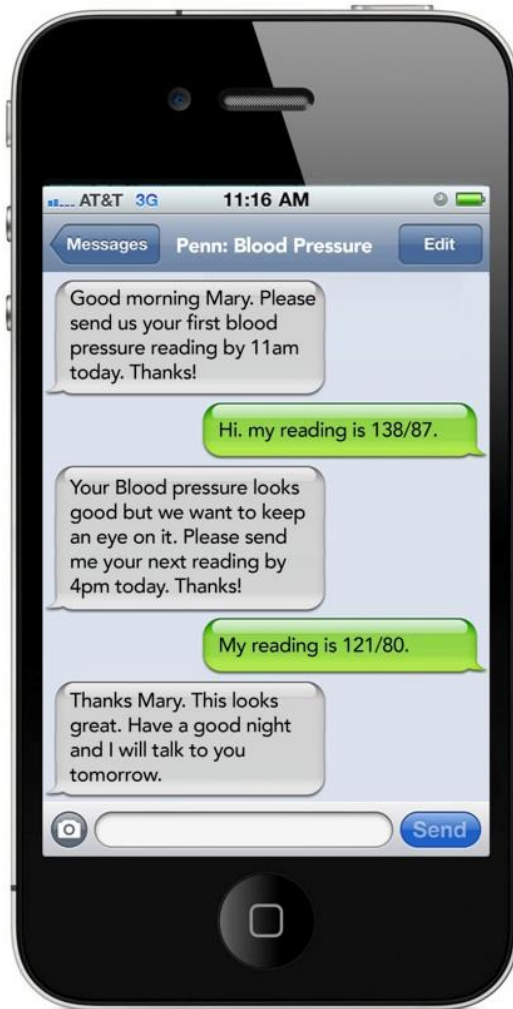 AT&T 3G 11:16 AM
Messages Penn: Blood Pressure Edit
Good morning Mary. Please
send us your first blood
pressure reading by 11am
today. Thanks!
Hi. my reading is 138/87.
Your Blood pressure looks
good but we want to keep
an eye on it. Please send
me your next reading by
4pm today. Thanks!
My reading is 121/80.
Thanks Mary. This looks
great. Have a good night
and I will talk to you
tomorrow.
Send